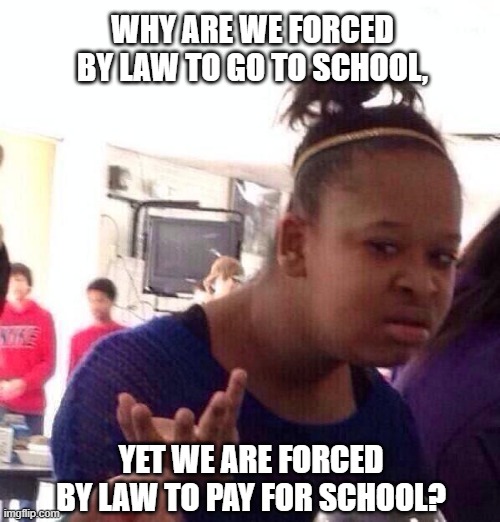 WHY ARE WE FORCED
BY LAW TO GO TO SCHOOL,
YET WE ARE FORCED
BY LAW TO PAY FOR SCHOOL?
imgflip.com